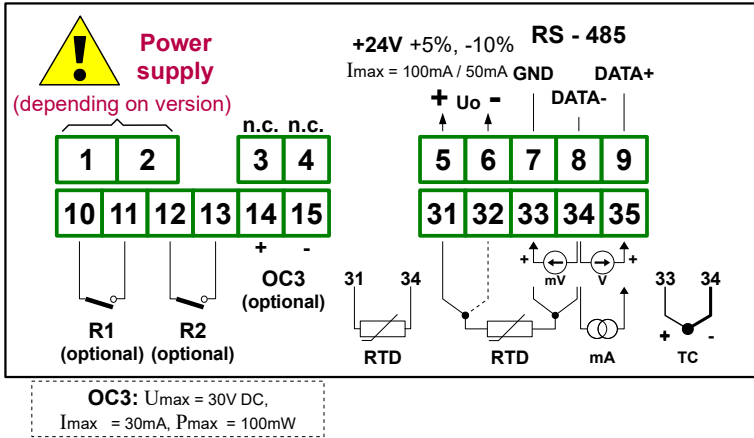 !
Power
supply
(depending on version)
+24V +5%, -10%
Imax = 100mA / 50mA
RS - 485
GND DATA+
DATA-
+ Uo -
n.c. n.c.
1 2 3 4 5 6 7 8 9
10 11 12 13 14 15 31 32 33 34 35
+ -
OC3
(optional)
R1
(optional)
R2
(optional)
31 34
RTD
RTD
+ mV
V +
mA
33 34
+ -
TC
OC3: Umax = 30V DC,
Imax = 30mA, Pmax = 100mW